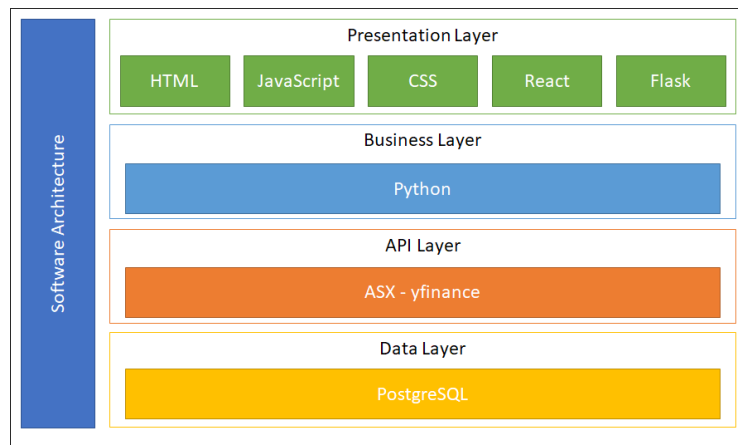 Software Architecture
Presentation Layer
HTML
JavaScript
CSS
React
Flask
Business Layer
Python
API Layer
ASX - yfinance
Data Layer
PostgreSQL